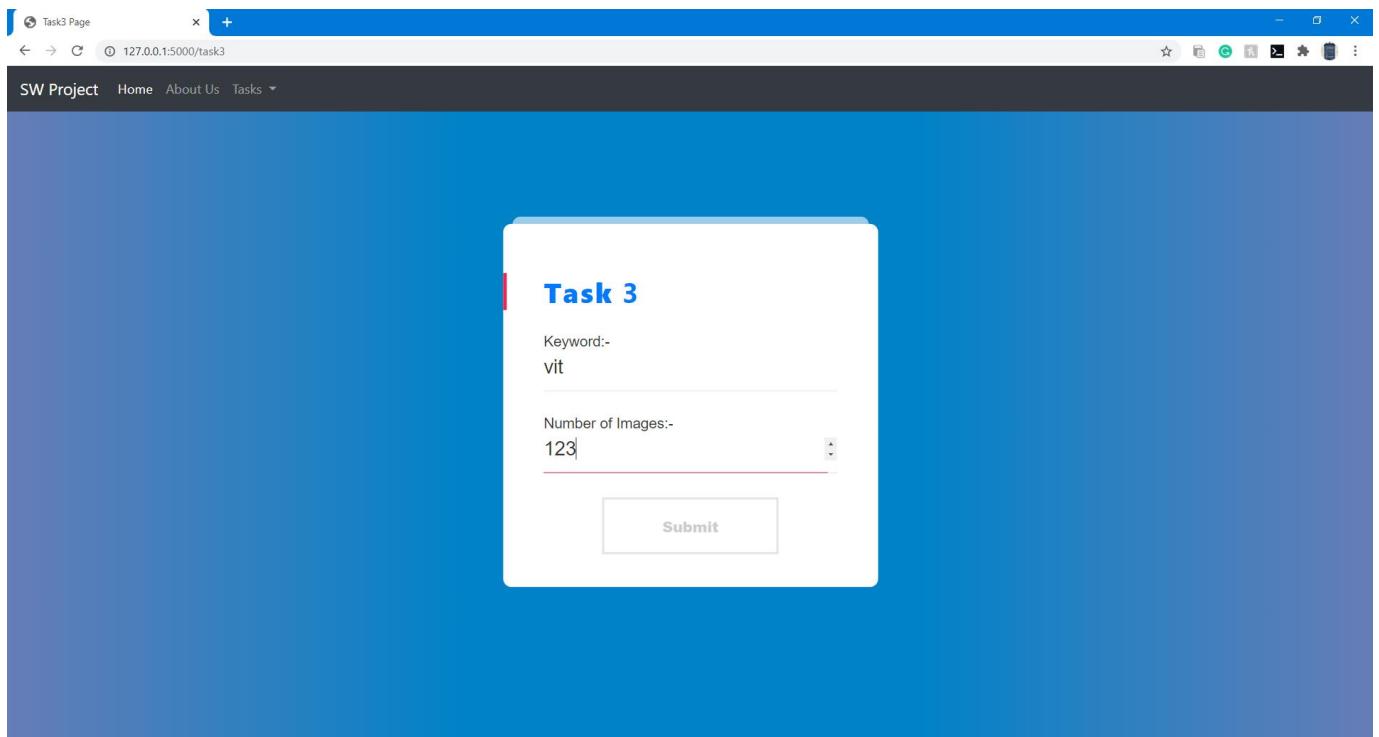 Task3 Page
127.0.0.1:5000/task3
SW Project Home About Us Tasks
Task 3
Keyword:-
vit
Number of Images:-
123
Submit